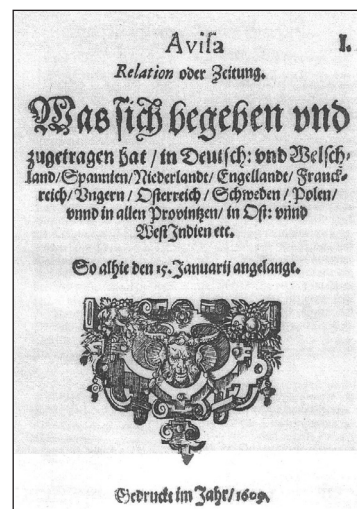 Aviſa I.
Relation oder Zeitung.
Was ſich begeben vnd
zugetragen hat / in Deutſch: vnd Welſch-
land/Spannien/Niederlandt/Engellandt/Franck-
reich/Vngern/Oſterreich/Schweden/Polen/
vnnd in allen Provintzen/in Oſt: vnnd
WeſtIndien etc.
So alhie den 15. Januarij angelangt.
Gedruckt im Jahr/1609.